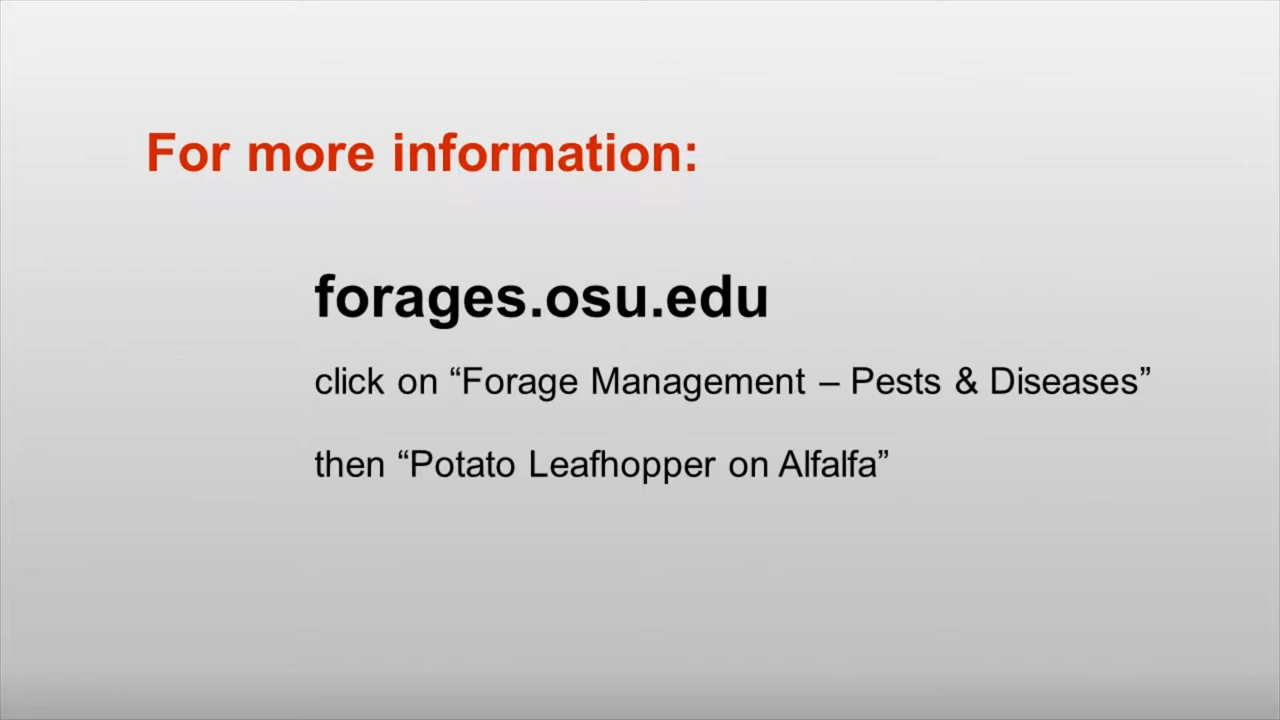 For more information:
forages.osu.edu
click on “Forage Management – Pests & Diseases”
then “Potato Leafhopper on Alfalfa”